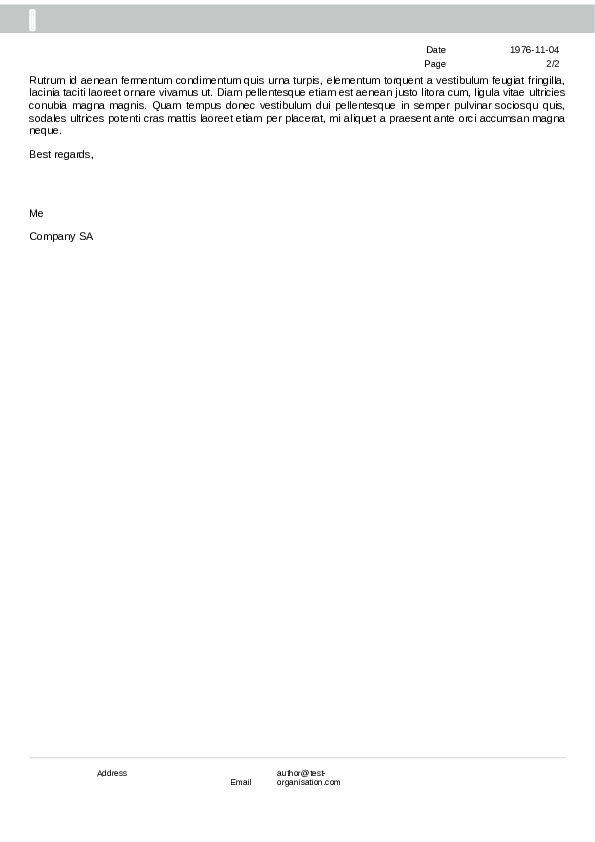 Date 1976-11-04
Page 2/2
Rutrum id aenean fermentum condimentum quis urna turpis, elementum torquent a vestibulum feugiat fringilla,
lacinia taciti laoreet ornare vivamus ut. Diam pellentesque etiam est aenean justo litora cum, ligula vitae ultricies
conubia magna magnis. Quam tempus donec vestibulum dui pellentesque in semper pulvinar sociosqu quis,
sodales ultrices potenti cras mattis laoreet etiam per placerat, mi aliquet a praesent ante orci accumsan magna
neque.
Best regards,
Me
Company SA
Address
Email
author@test-
organisation.com